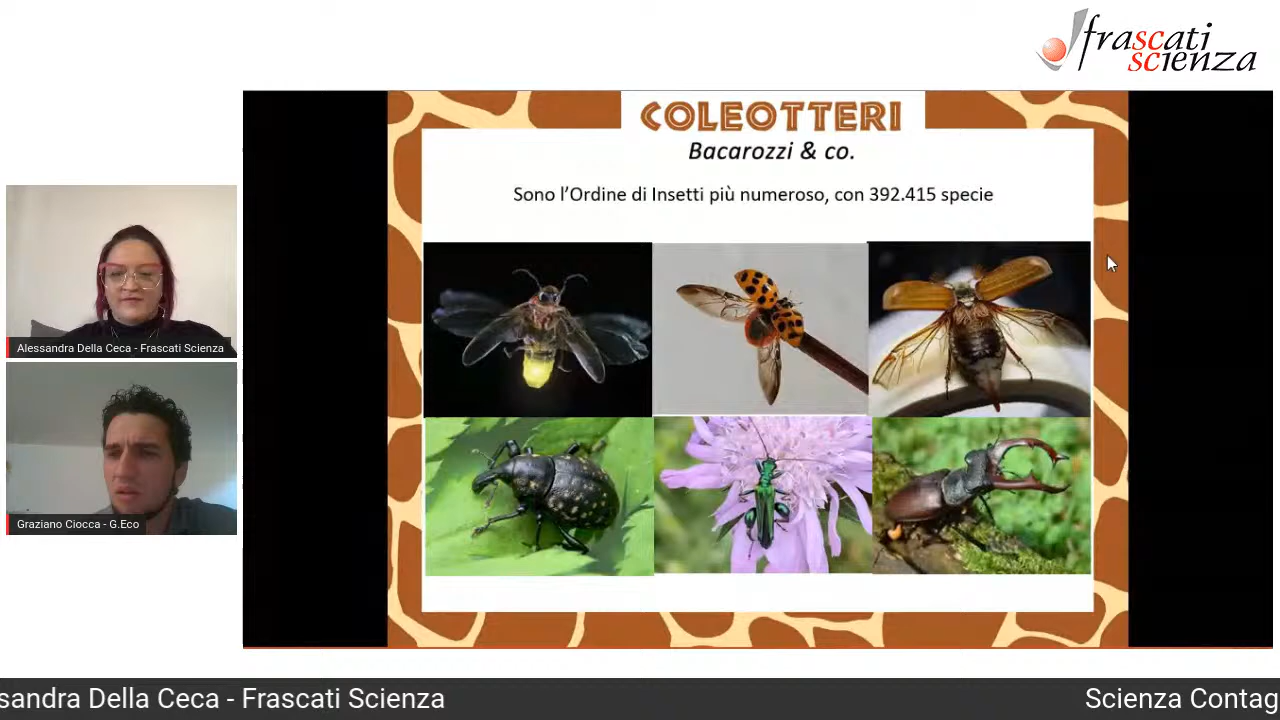 frascati
scienza
COLEOTTERI
Bacarozzi & co.
Sono l’Ordine di Insetti più numeroso, con 392.415 specie
Alessandra Della Ceca - Frascati Scienza
Graziano Ciocca - G.Eco
ssandra Della Ceca - Frascati Scienza
Scienza Contag